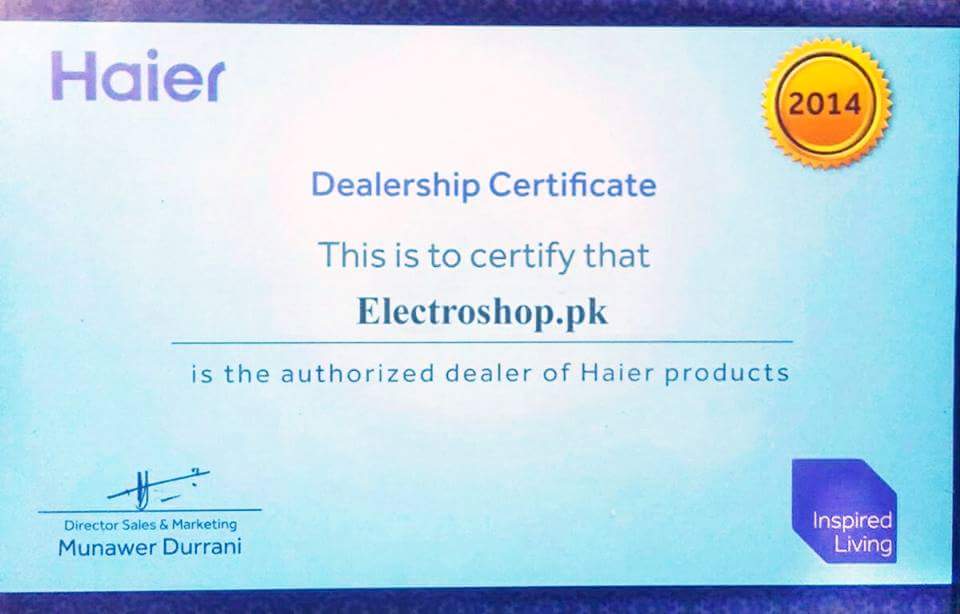 Haier
2014
Dealership Certificate
This is to certify that
Electroshop.pk
is the authorized dealer of Haier products
Director Sales & Marketing
Munawer Durrani
Inspired
Living